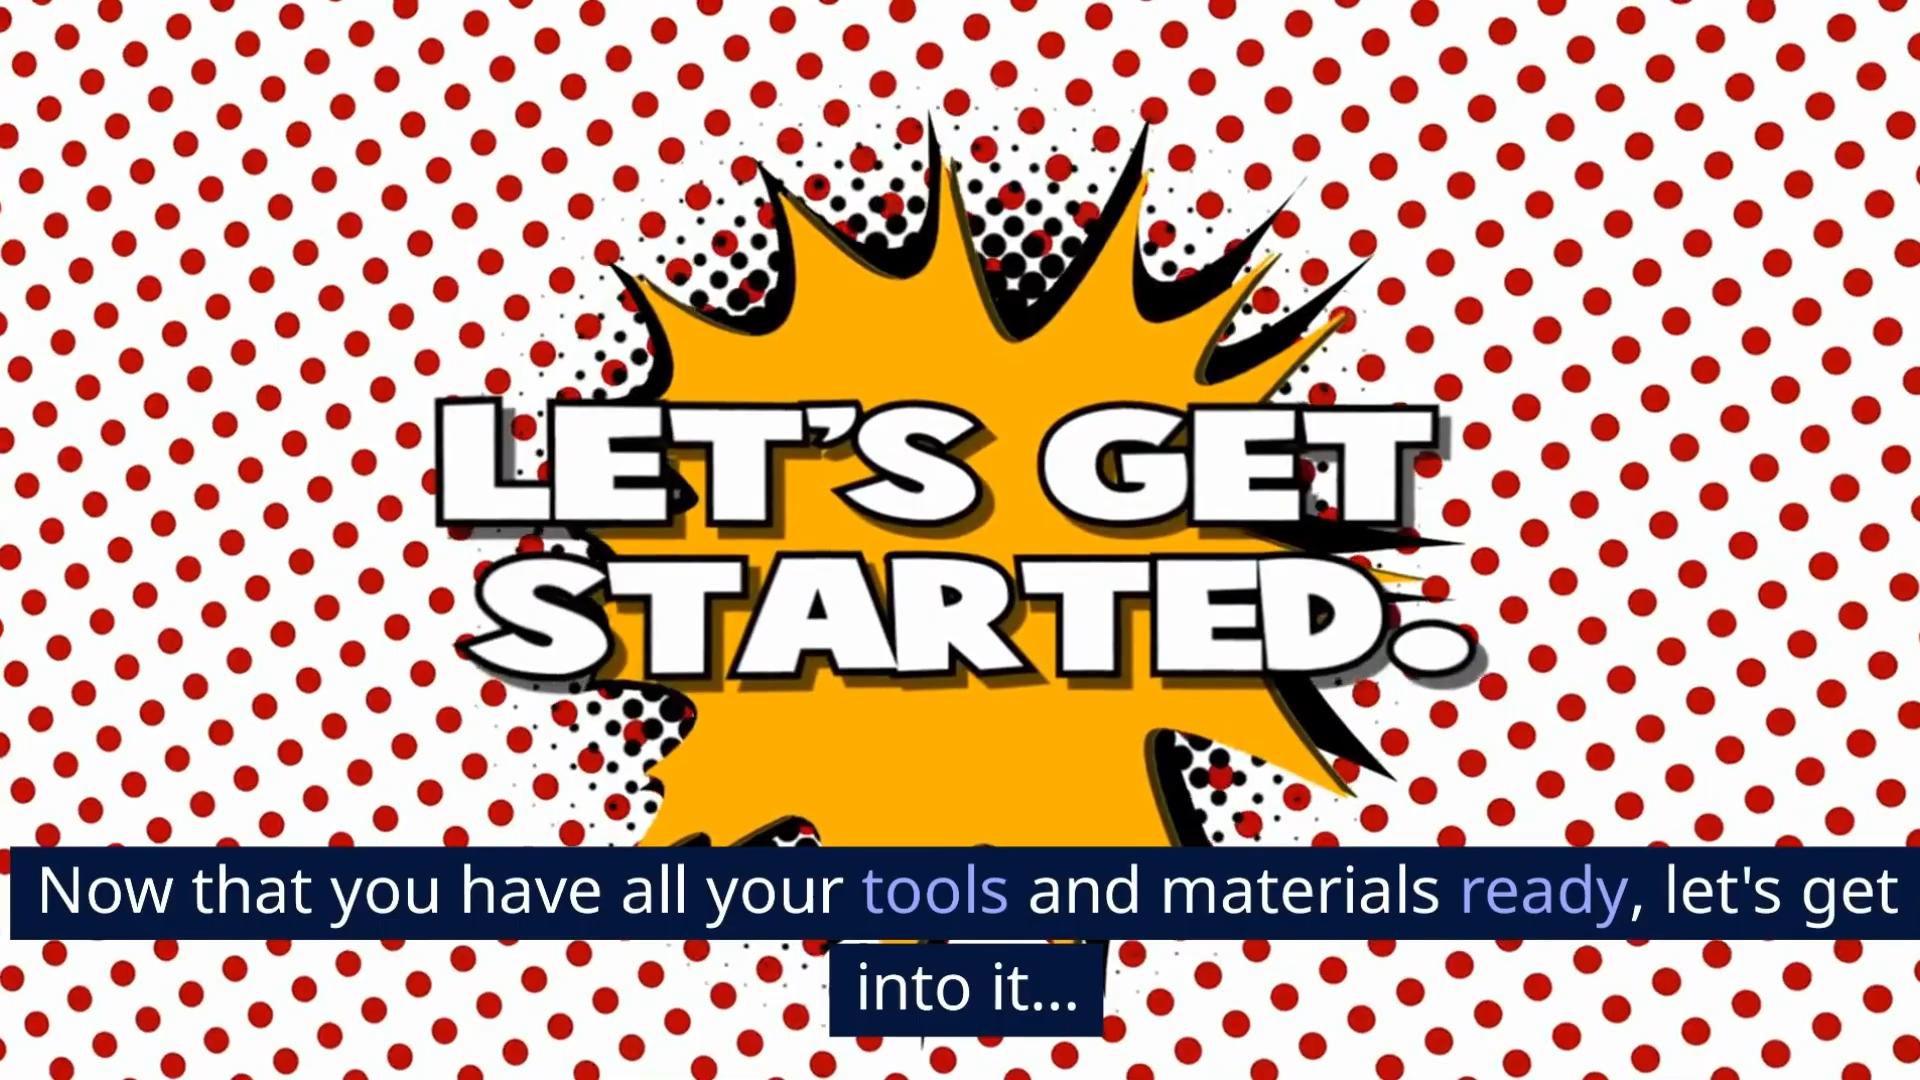 LET'S GET
STARTED.
Now that you have all your tools and materials ready, let's get
into it...